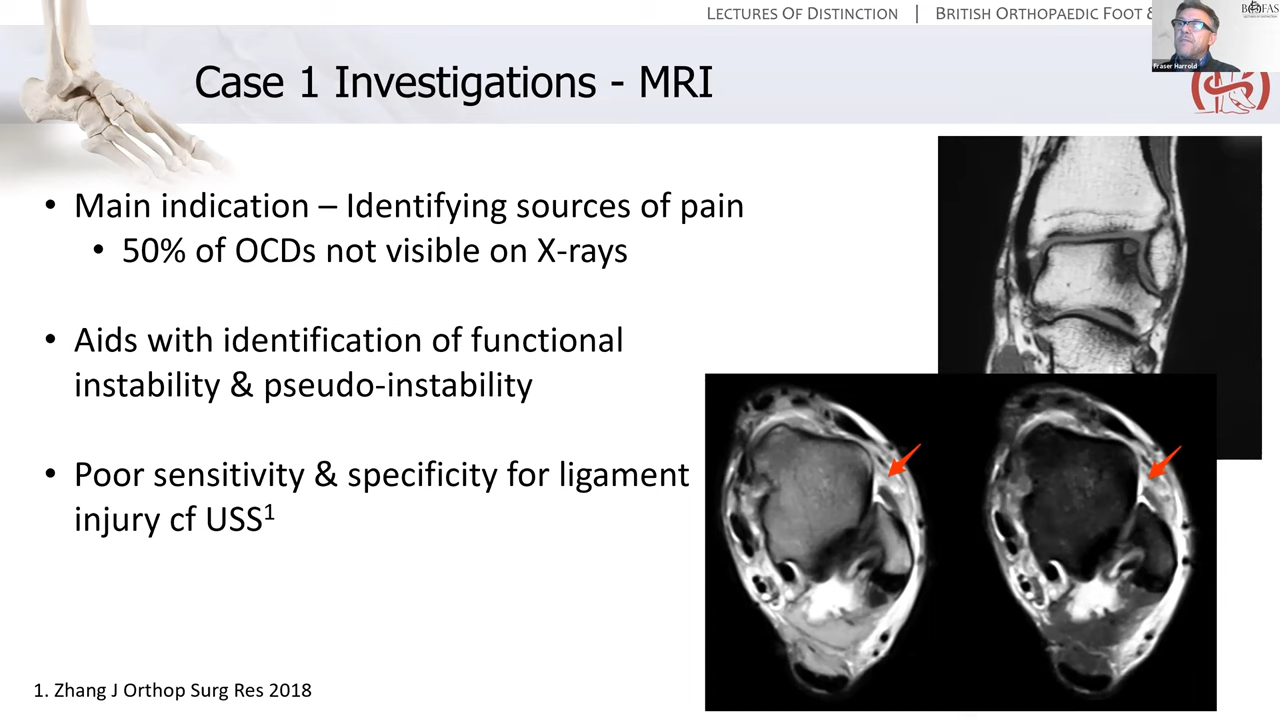 LECTURES OF DISTINCTION | BRITISH ORTHOPAEDIC FOOT &
BOFAS
Fraser Harrold
Case 1 Investigations - MRI
• Main indication – Identifying sources of pain
• 50% of OCDs not visible on X-rays
• Aids with identification of functional
instability & pseudo-instability
• Poor sensitivity & specificity for ligament
injury cf USS¹
1. Zhang J Orthop Surg Res 2018